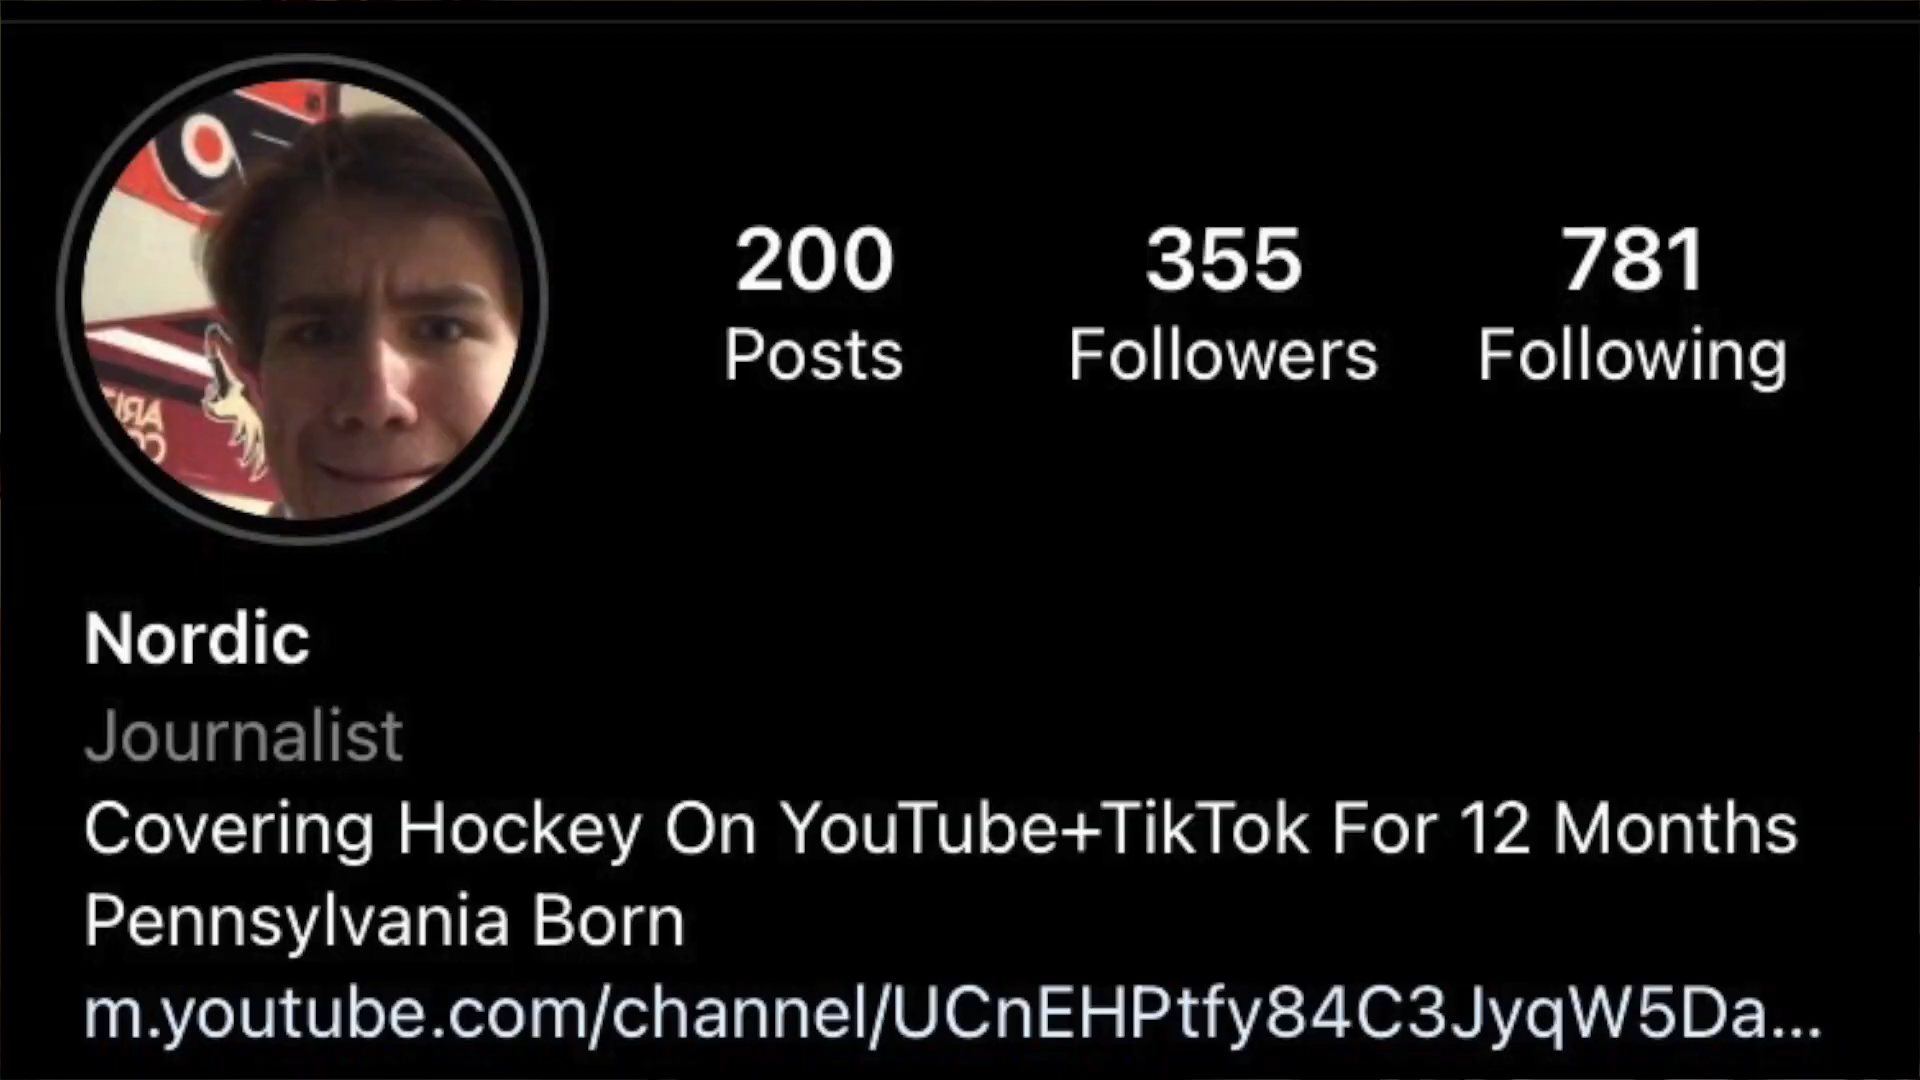 200 355 781
Posts Followers Following
Nordic
Journalist
Covering Hockey On YouTube+TikTok For 12 Months
Pennsylvania Born
m.youtube.com/channel/UCnEHPtfy84C3JyqW5Da...